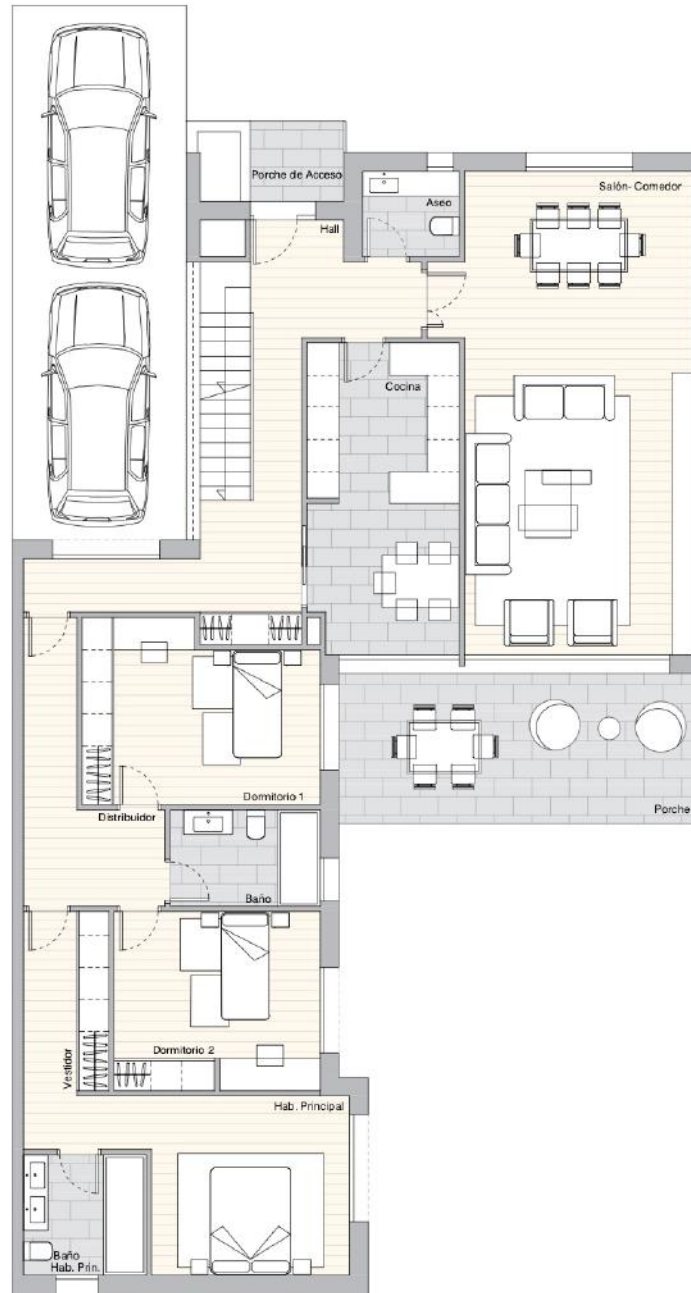 Porche de Acceso
Aseo
Salón- Comedor
Hall
Cocina
Dormitorio 1
Porche
Distribuidor
Baño
Dormitorio 2
Vestidor
Hab. Principal
Baño
Hab. Prin.